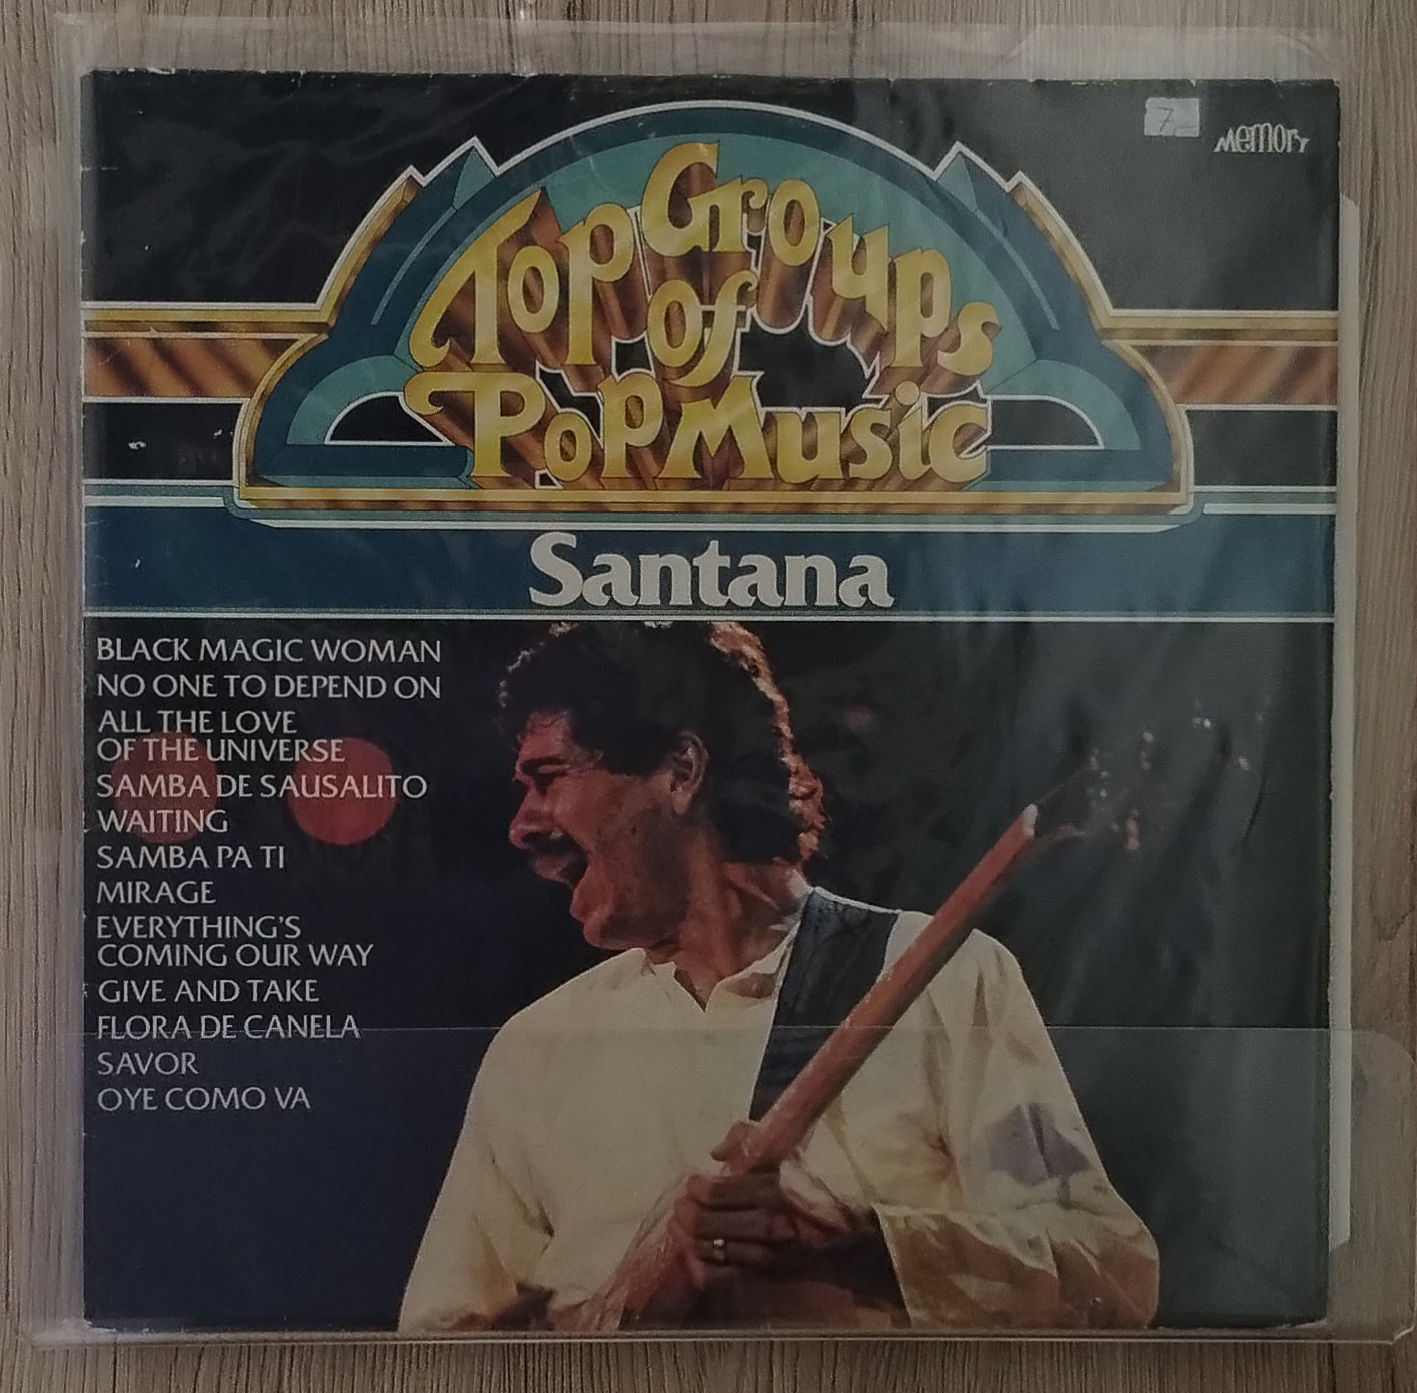 7
Memory
Top Groups
of
Pop Music
Santana
BLACK MAGIC WOMAN
NO ONE TO DEPEND ON
ALL THE LOVE
OF THE UNIVERSE
SAMBA DE SAUSALITO
WAITING
SAMBA PA TI
MIRAGE
EVERYTHING'S
COMING OUR WAY
GIVE AND TAKE
FLORA DE CANELA
SAVOR
OYE COMO VA